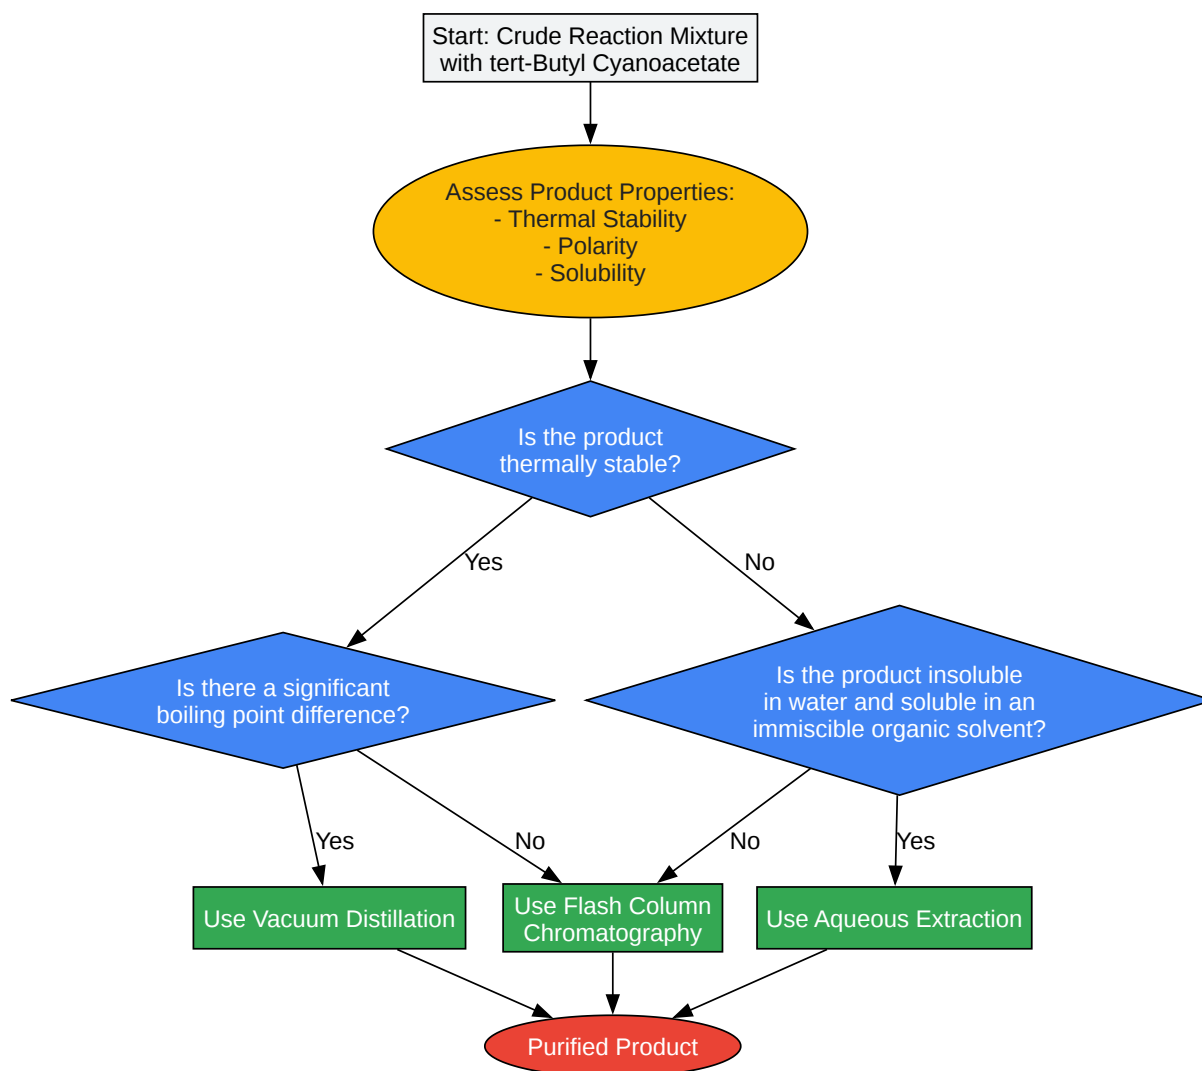 Start: Crude Reaction Mixture
with tert-Butyl Cyanoacetate
Assess Product Properties:
- Thermal Stability
- Polarity
- Solubility
Is the product
thermally stable?
Yes
No
Is there a significant
boiling point difference?
Is the product insoluble
in water and soluble in an
immiscible organic solvent?
Yes
No
No
Yes
Use Vacuum Distillation
Use Flash Column
Chromatography
Use Aqueous Extraction
Purified Product